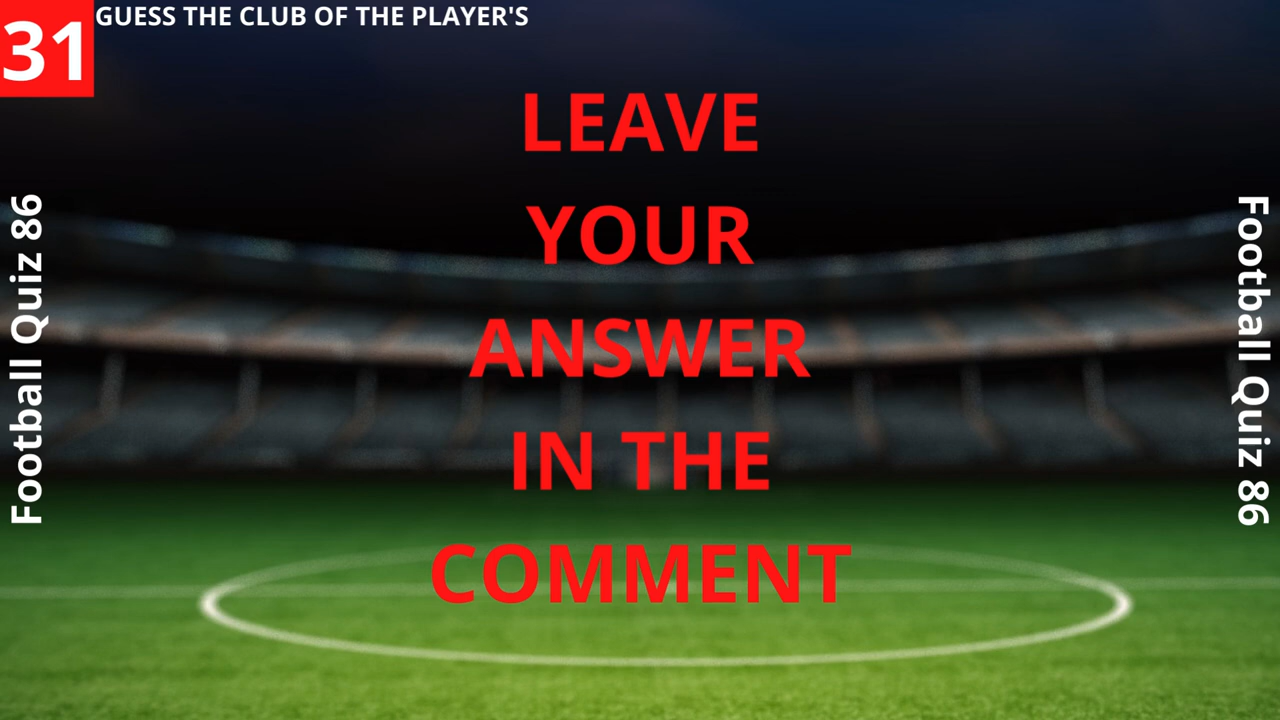 31
GUESS THE CLUB OF THE PLAYER'S
LEAVE
YOUR
ANSWER
IN THE
COMMENT
Football Quiz 86
Football Quiz 86